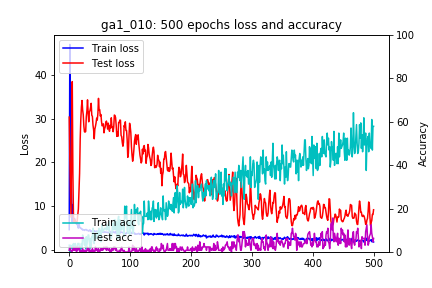 ga1_010: 500 epochs loss and accuracy
Train loss
Test loss
Train acc
Test acc
Loss
0
10
20
30
40
Accuracy
0
20
40
60
80
100
0
100
200
300
400
500